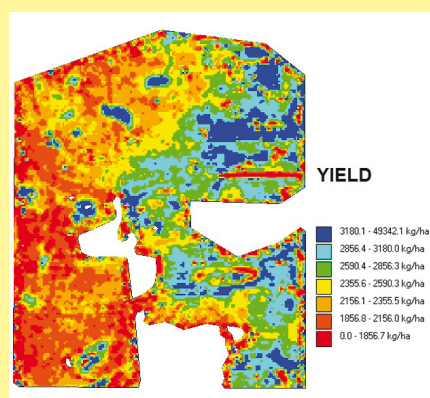 YIELD
3180.1 - 49342.1 kg/ha
2856.4 - 3180.0 kg/ha
2590.4 - 2856.3 kg/ha
2355.6 - 2590.3 kg/ha
2156.1 - 2355.5 kg/ha
1856.8 - 2156.0 kg/ha
0.0 - 1856.7 kg/ha